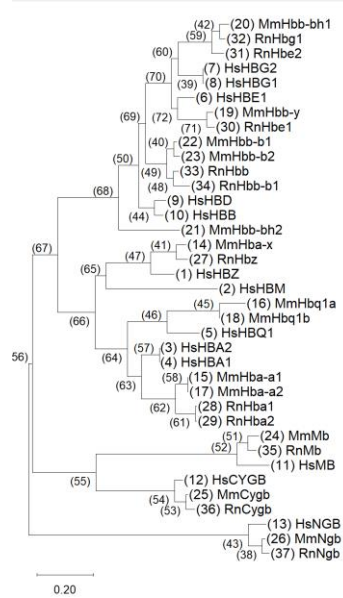 (42) (20) MmHbb-bh1
(59) (32) RnHbg1
(60) (31) RnHbe2
(7) HsHBG2
(70) (39) (8) HsHBG1
(6) HsHBE1
(72) (19) MmHbb-y
(69) (71) (30) RnHbe1
(40) (22) MmHbb-b1
(23) MmHbb-b2
(50) (49) (33) RnHbb
(48) (34) RnHbb-b1
(68) (9) HsHBD
(44) (10) HsHBB
(21) MmHbb-bh2
(67) (41) (14) MmHba-x
(47) (27) RnHbz
(65) (1) HsHBZ
(2) HsHBM
(66) (45) (16) MmHbq1a
(46) (18) MmHbq1b
(5) HsHBQ1
56) (64) (57) (3) HsHBA2
(4) HsHBA1
(63) (58) (15) MmHba-a1
(17) MmHba-a2
(62) (28) RnHba1
(61) (29) RnHba2
(51) (24) MmMb
(52) (35) RnMb
(11) HsMB
(55) (12) HsCYGB
(54) (25) MmCygb
(53) (36) RnCygb
(13) HsNGB
(43) (26) MmNgb
(38) (37) RnNgb
0.20